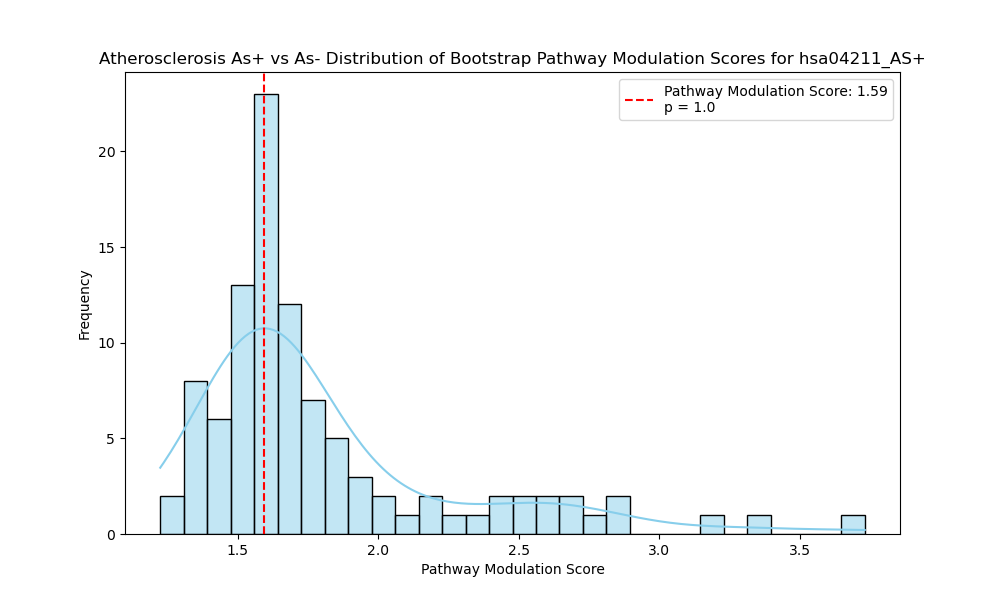 Atherosclerosis As+ vs As- Distribution of Bootstrap Pathway Modulation Scores for hsa04211_AS+
Pathway Modulation Score: 1.59
p = 1.0
Frequency
20
15
10
5
0
1.5
2.0
2.5
3.0
3.5
Pathway Modulation Score